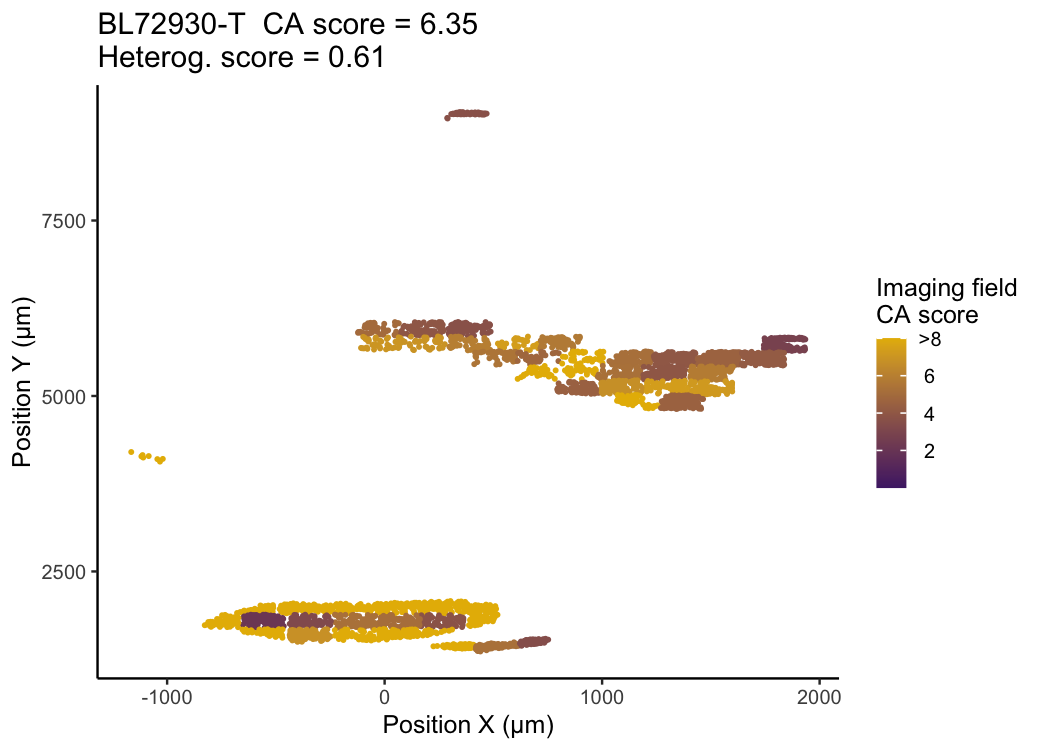 BL72930-T  CA score = 6.35
Heterog. score = 0.61
Position Y (µm)
7500
5000
2500
-1000
0
1000
2000
Position X (µm)
Imaging field
CA score
>8
6
4
2